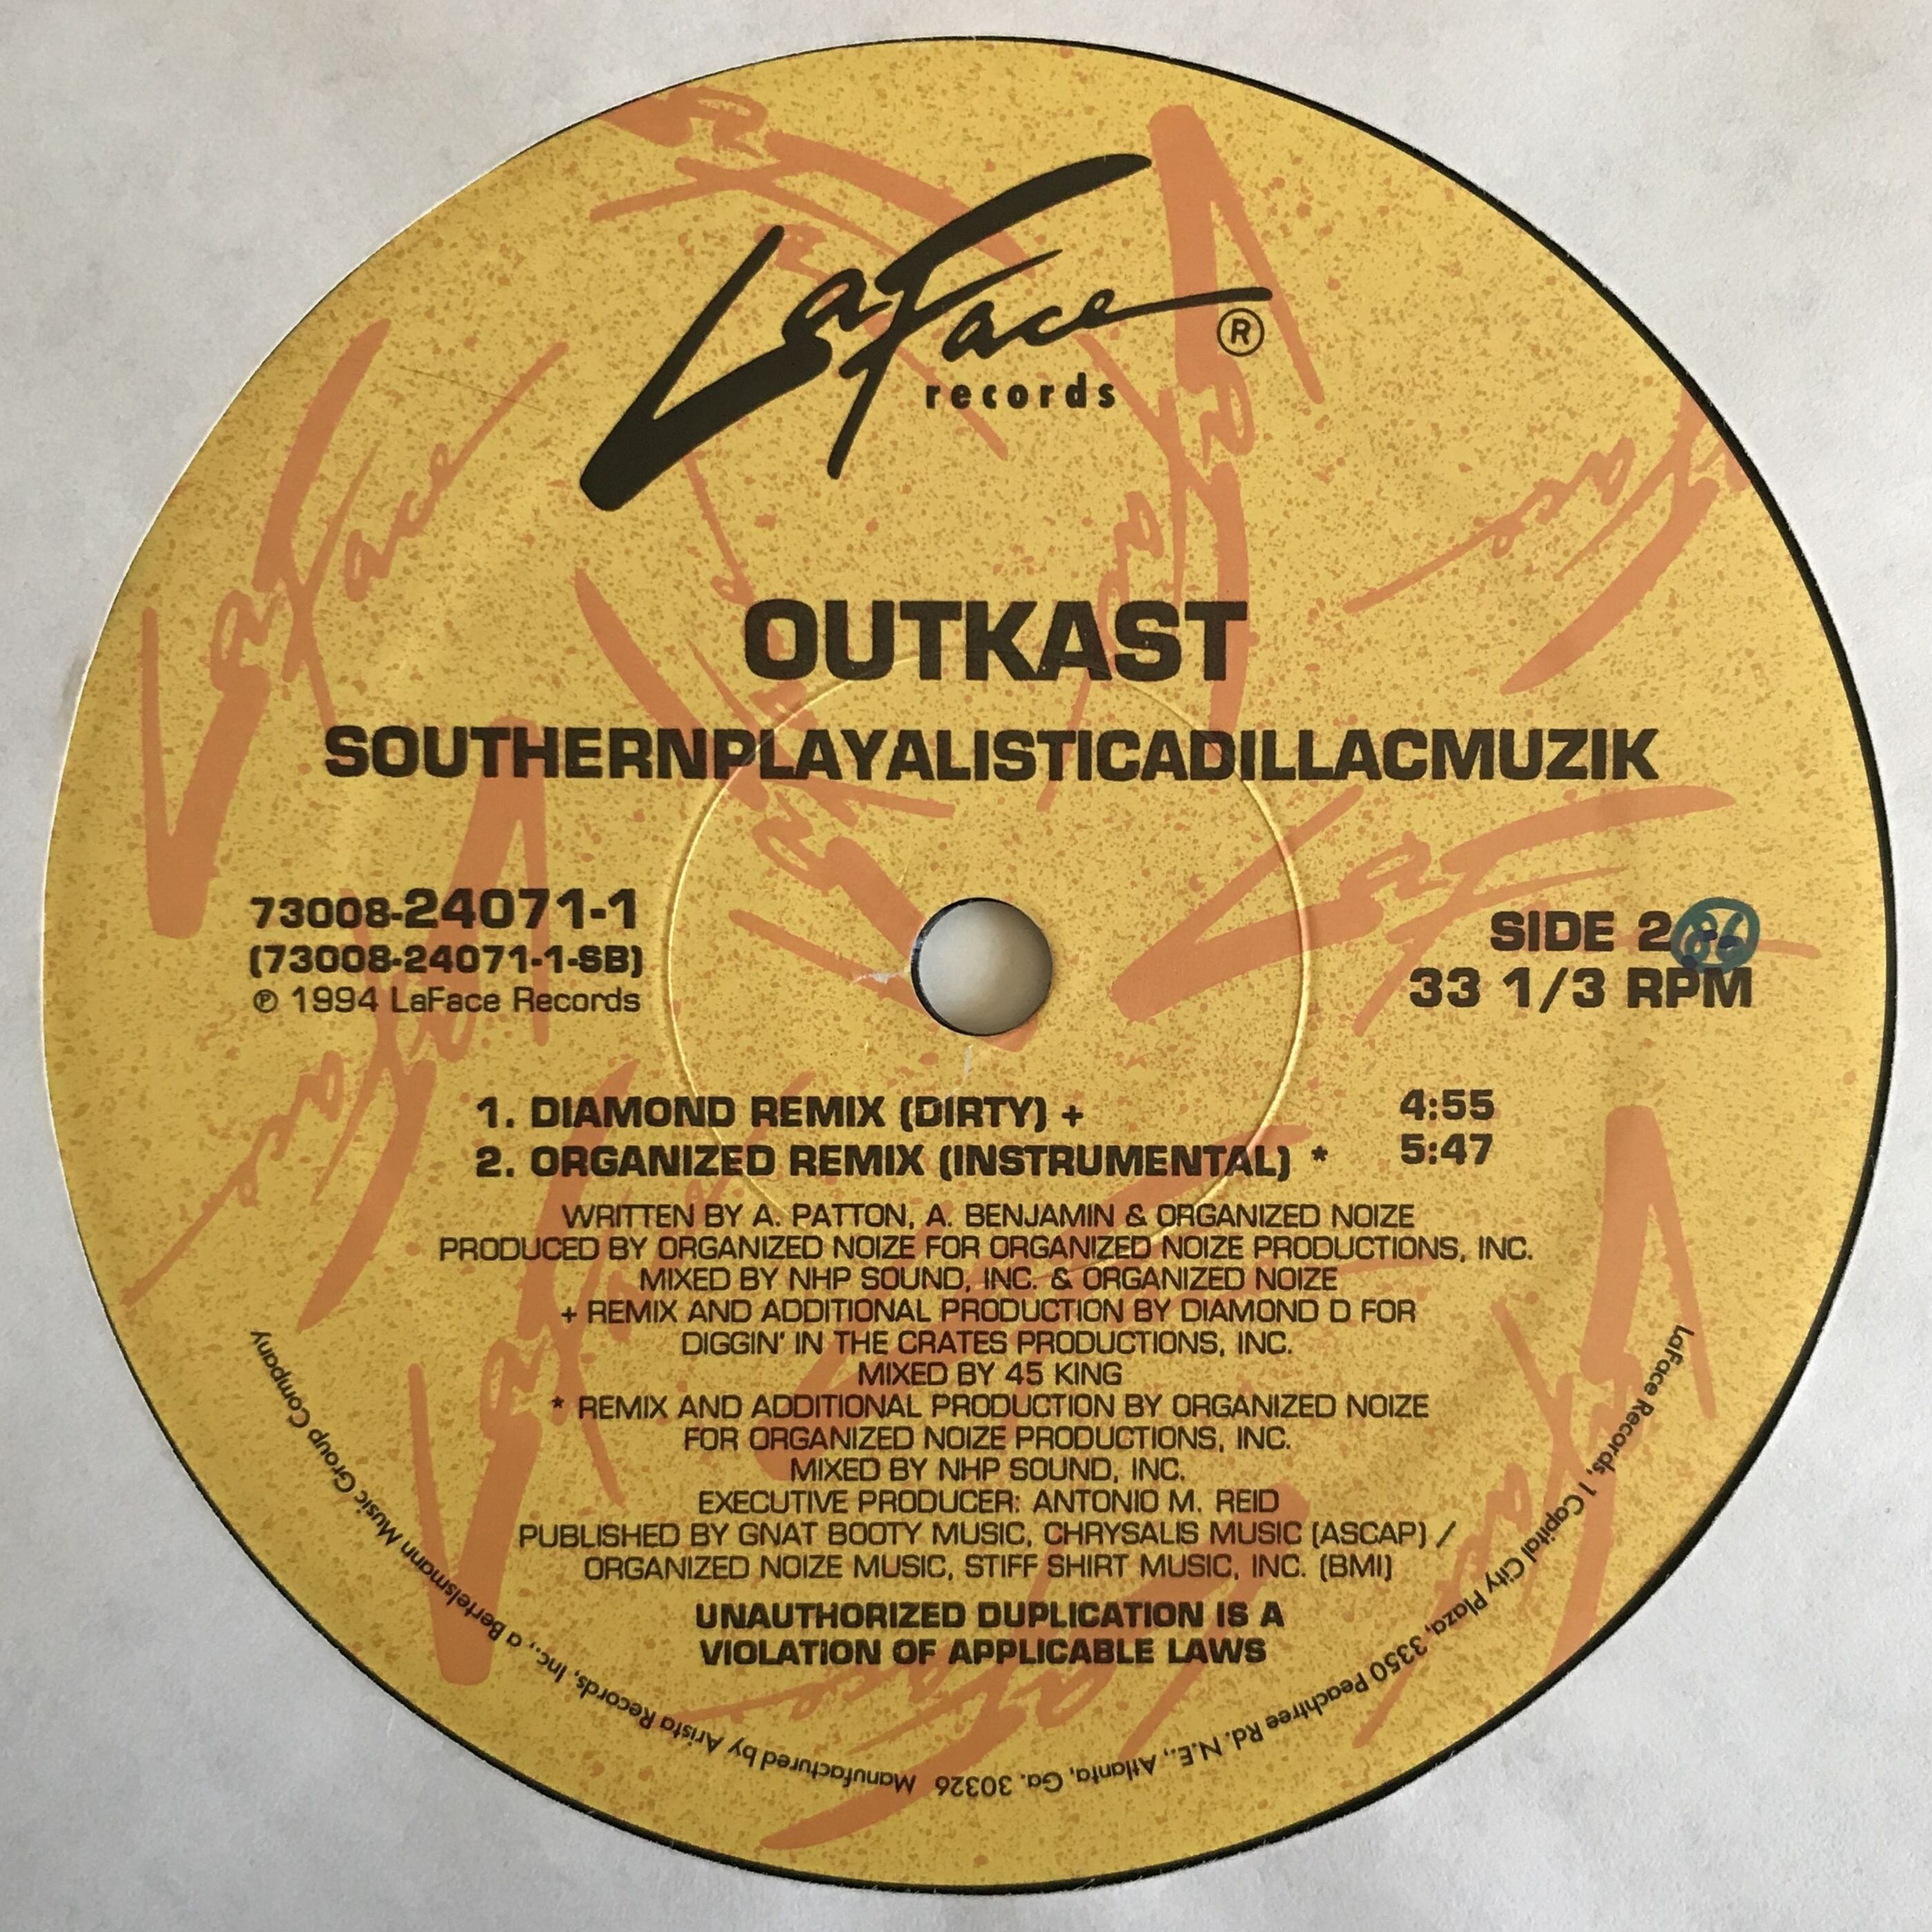 LaFace ®
records
OUTKAST
SOUTHERNPLAYALISTICADILLACMUZIK
73008-24071-1
(73008-24071-1-SB)
℗ 1994 LaFace Records
SIDE 2
86
33 1/3 RPM
1. DIAMOND REMIX (DIRTY) + 4:55
2. ORGANIZED REMIX (INSTRUMENTAL) * 5:47
WRITTEN BY A. PATTON, A. BENJAMIN & ORGANIZED NOIZE
PRODUCED BY ORGANIZED NOIZE FOR ORGANIZED NOIZE PRODUCTIONS, INC.
MIXED BY NHP SOUND, INC. & ORGANIZED NOIZE
+ REMIX AND ADDITIONAL PRODUCTION BY DIAMOND D FOR
DIGGIN' IN THE CRATES PRODUCTIONS, INC.
MIXED BY 45 KING
* REMIX AND ADDITIONAL PRODUCTION BY ORGANIZED NOIZE
FOR ORGANIZED NOIZE PRODUCTIONS, INC.
MIXED BY NHP SOUND, INC.
EXECUTIVE PRODUCER: ANTONIO M. REID
PUBLISHED BY GNAT BOOTY MUSIC, CHRYSALIS MUSIC (ASCAP) /
ORGANIZED NOIZE MUSIC, STIFF SHIRT MUSIC, INC. (BMI)
UNAUTHORIZED DUPLICATION IS A
VIOLATION OF APPLICABLE LAWS
LaFace Records, 1 Capital City Plaza, 3350 Peachtree Rd. N.E., Atlanta, Ga. 30326 Manufactured by Arista Records, Inc., a Bertelsmann Music Group Company